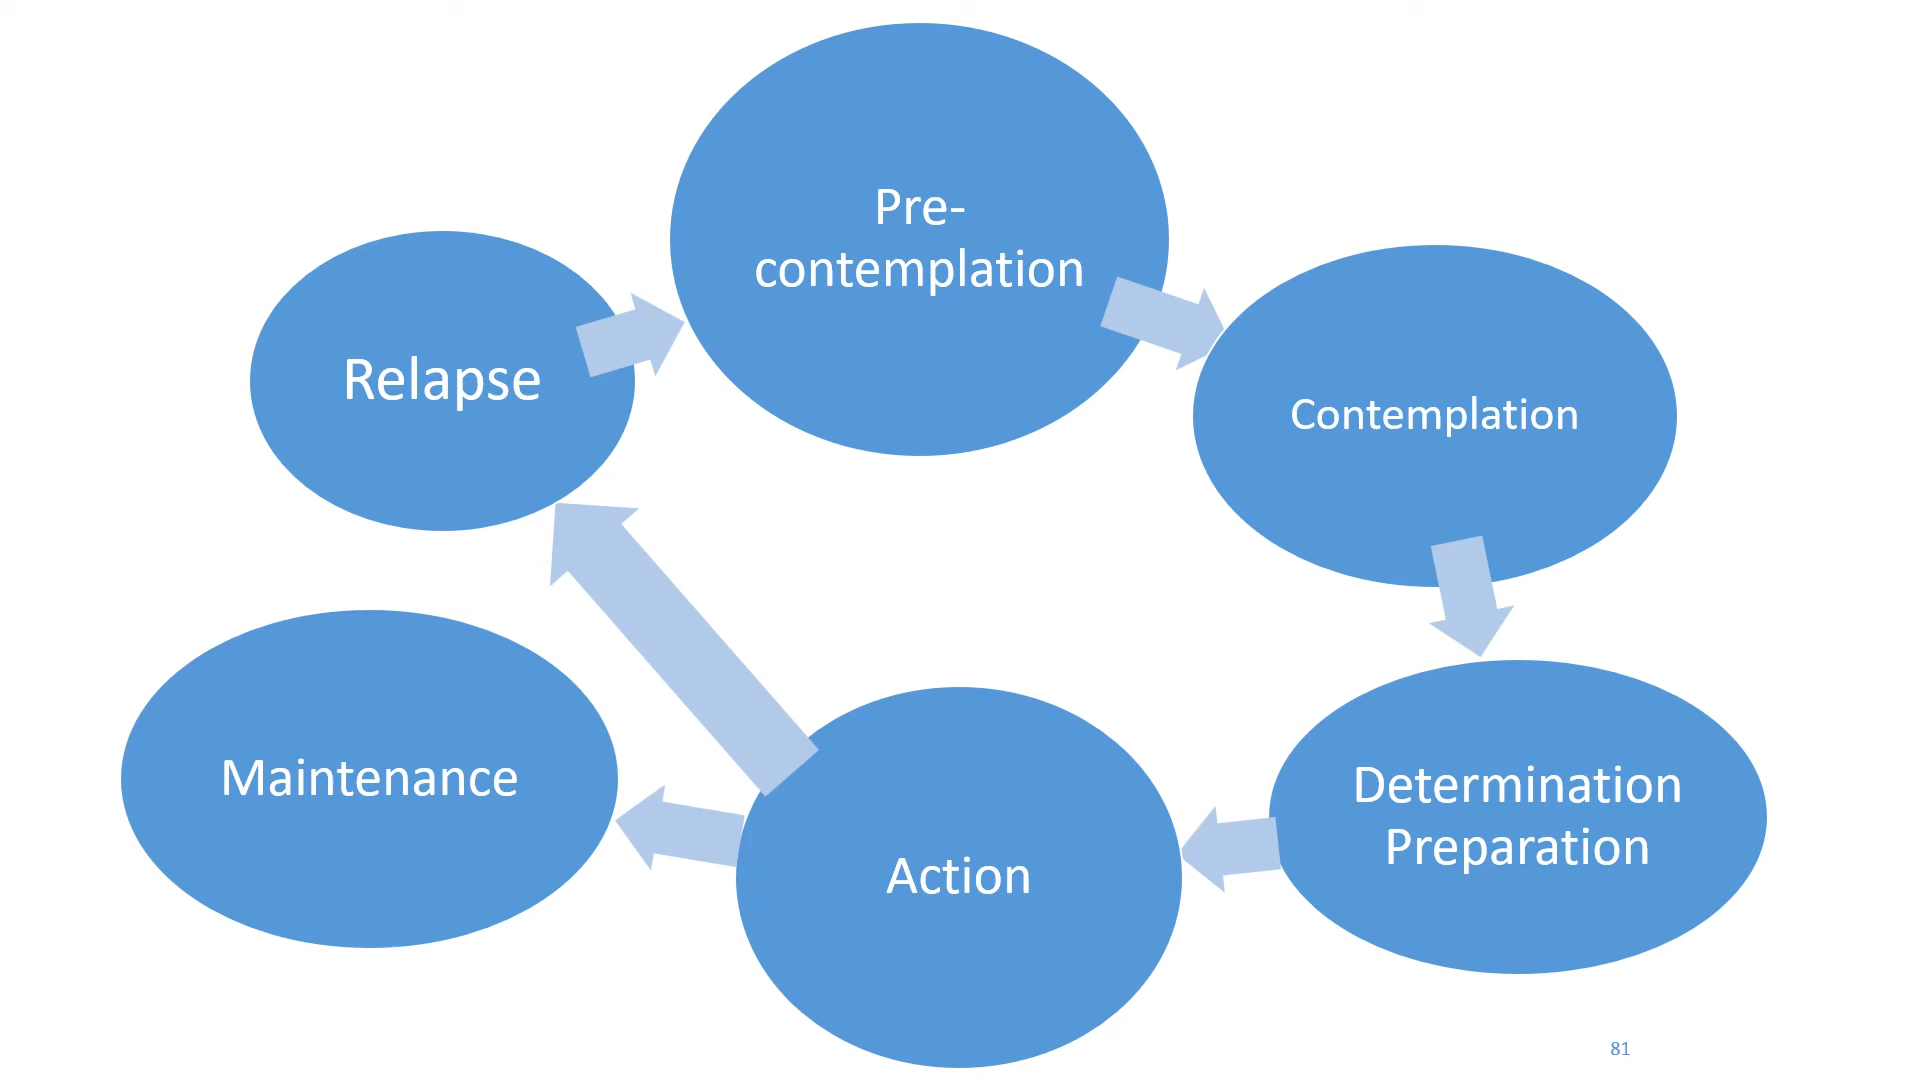 Pre-
contemplation
Relapse
Contemplation
Maintenance
Determination
Preparation
Action
81